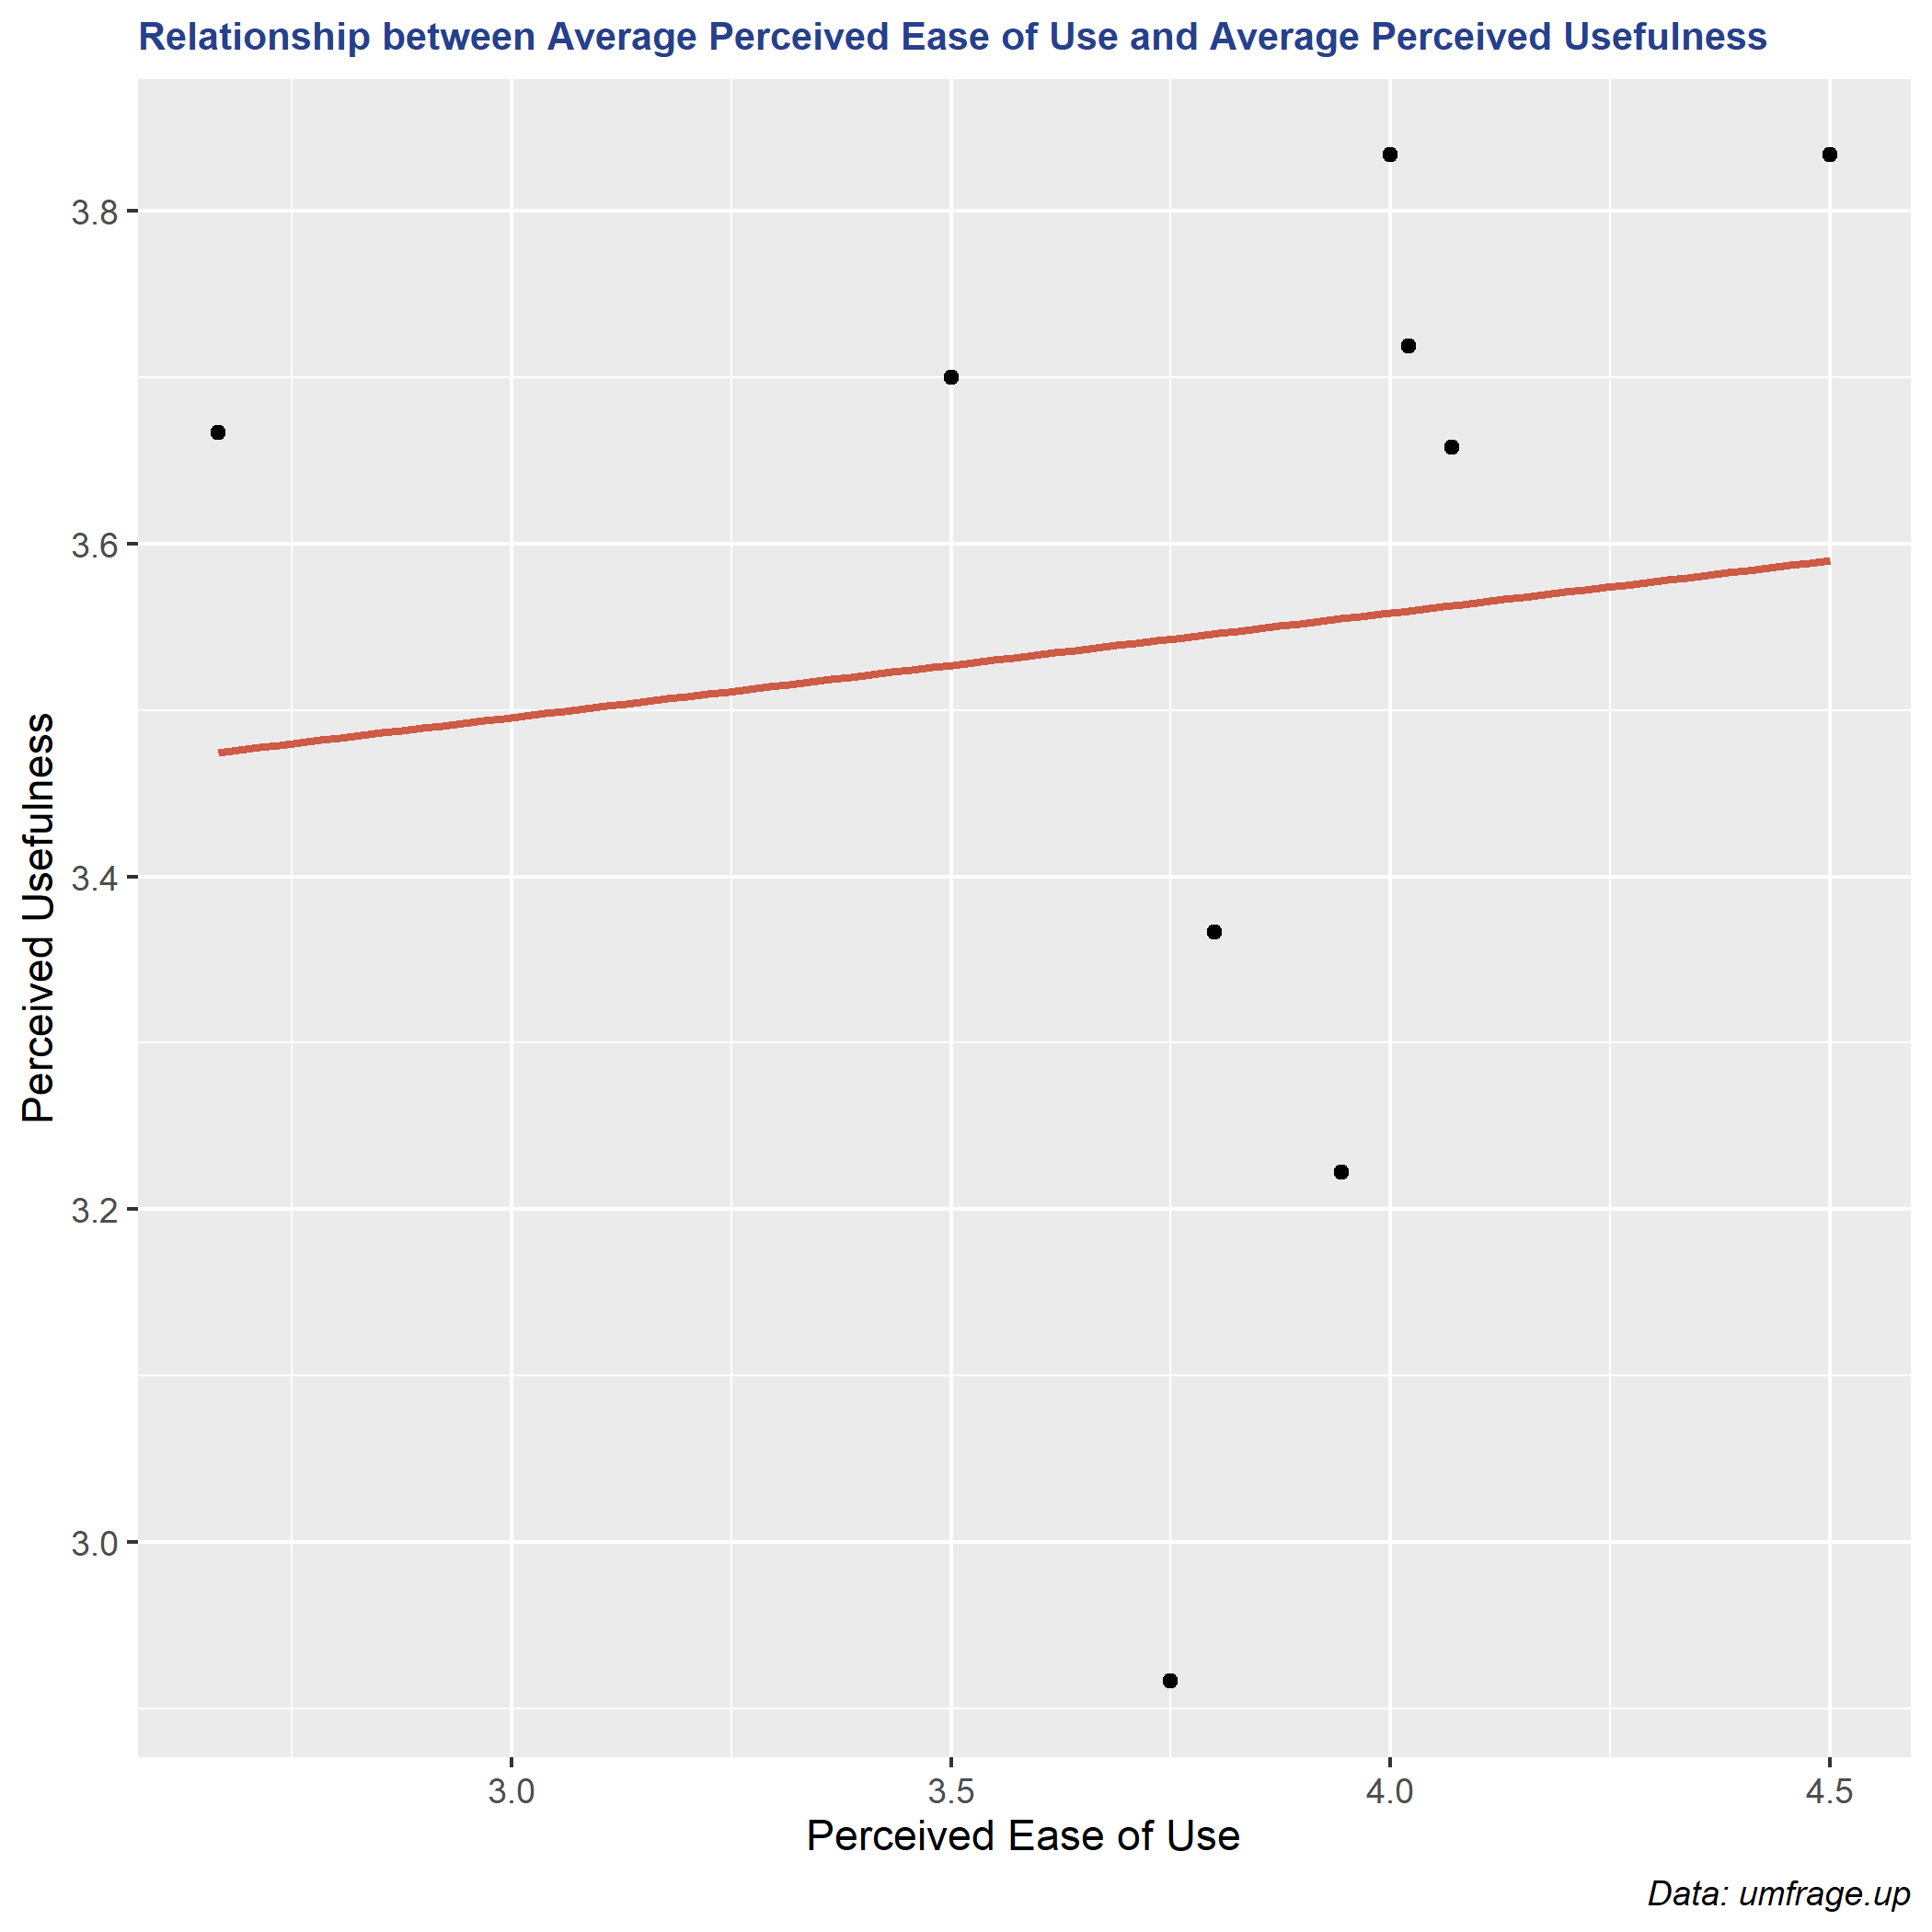 Relationship between Average Perceived Ease of Use and Average Perceived Usefulness
Perceived Usefulness
3.8
3.6
3.4
3.2
3.0
3.0 3.5 4.0 4.5
Perceived Ease of Use
Data: umfrage.up